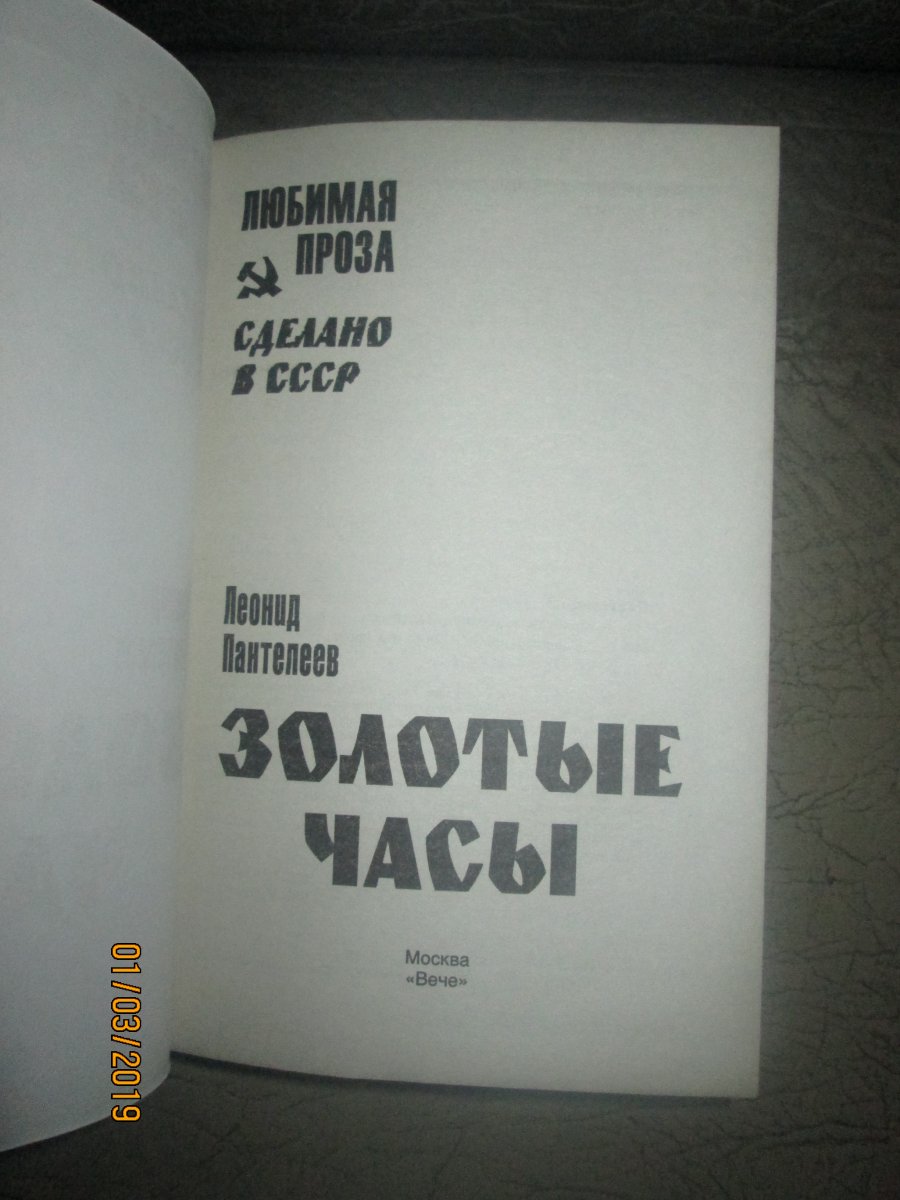 ЛЮБИМАЯ
ПРОЗА
СДЕЛАНО
В СССР
Леонид
Пантелеев
ЗОЛОТЫЕ
ЧАСЫ
Москва
«Вече»
01/03/2019